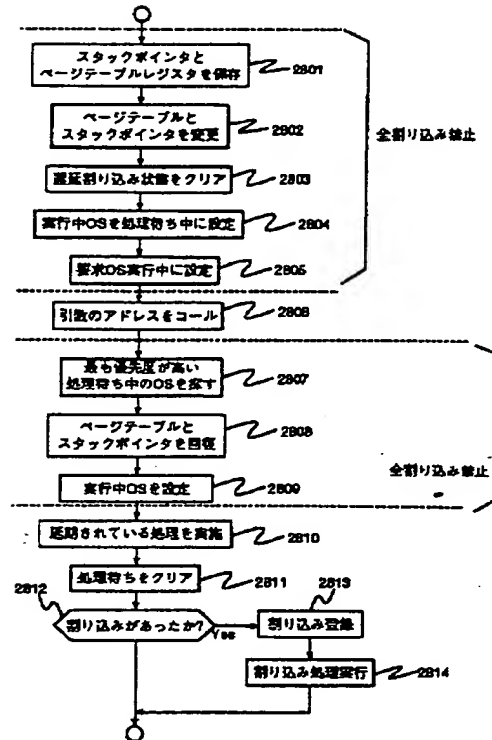 スタックポインタと
ページテーブルレジスタを保存
2801
ページテーブルと
スタックポインタを変更
2802
全割り込み禁止
遅延割り込み状態をクリア
2803
実行中OSを処理待ち中に設定
2804
要求OS実行中に設定
2805
引数のアドレスをコール
2806
最も優先度が高い
処理待ち中のOSを探す
2807
ページテーブルと
スタックポインタを回復
2808
全割り込み禁止
実行中OSを設定
2809
延期されている処理を実施
2810
処理待ちをクリア
2811
2812
割り込みがあったか?
Yes
2813
割り込み登録
割り込み処理実行
2814